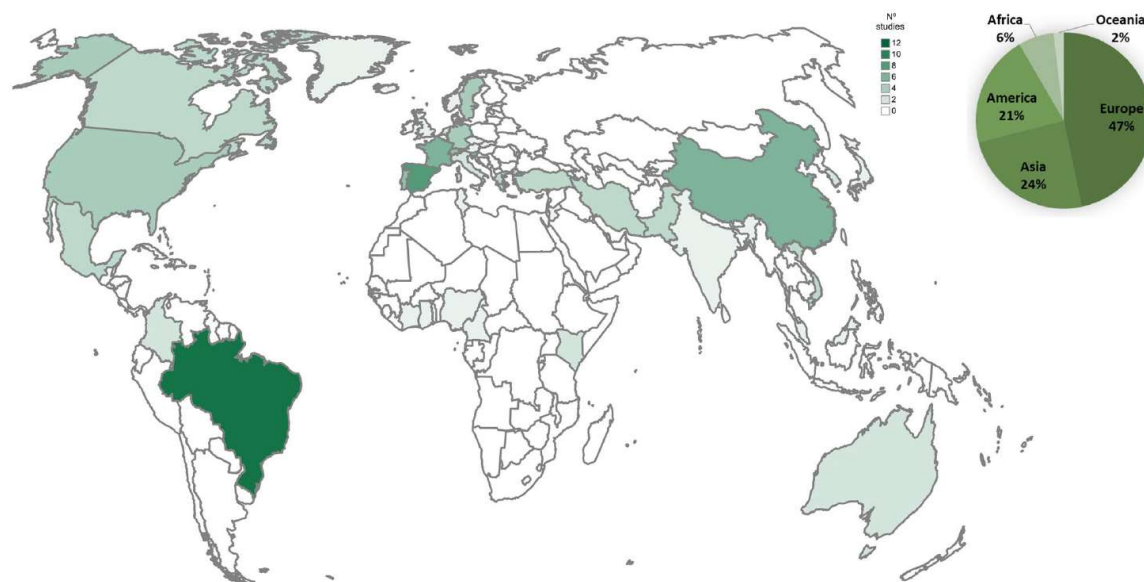 Nº
studies
12
10
8
6
4
2
0
Africa
6%
Oceania
2%
America
21%
Europe
47%
Asia
24%